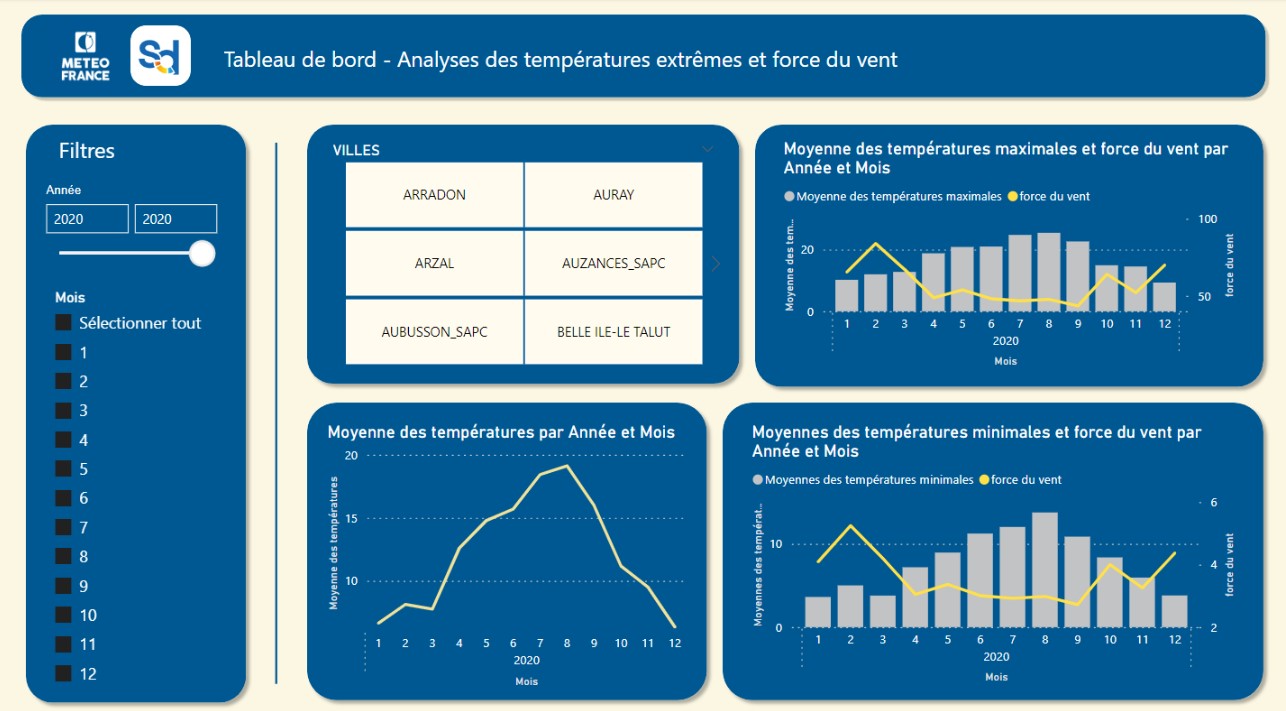 METEO
FRANCE
Sd
Tableau de bord - Analyses des températures extrêmes et force du vent
Filtres
Année
2020 2020
Mois
Sélectionner tout
1
2
3
4
5
6
7
8
9
10
11
12
VILLES
ARRADON AURAY
ARZAL AUZANCES_SAPC
AUBUSSON_SAPC BELLE ILE-LE TALUT
Moyenne des températures maximales et force du vent par
Année et Mois
Moyenne des températures maximales force du vent
Moyenne des tem...
20
0
100
50
force du vent
1 2 3 4 5 6 7 8 9 10 11 12
2020
Mois
Moyenne des températures par Année et Mois
Moyenne des températures
20
15
10
1 2 3 4 5 6 7 8 9 10 11 12
2020
Mois
Moyennes des températures minimales et force du vent par
Année et Mois
Moyennes des températures minimales force du vent
Moyennes des températ...
10
0
6
4
2
force du vent
1 2 3 4 5 6 7 8 9 10 11 12
2020
Mois